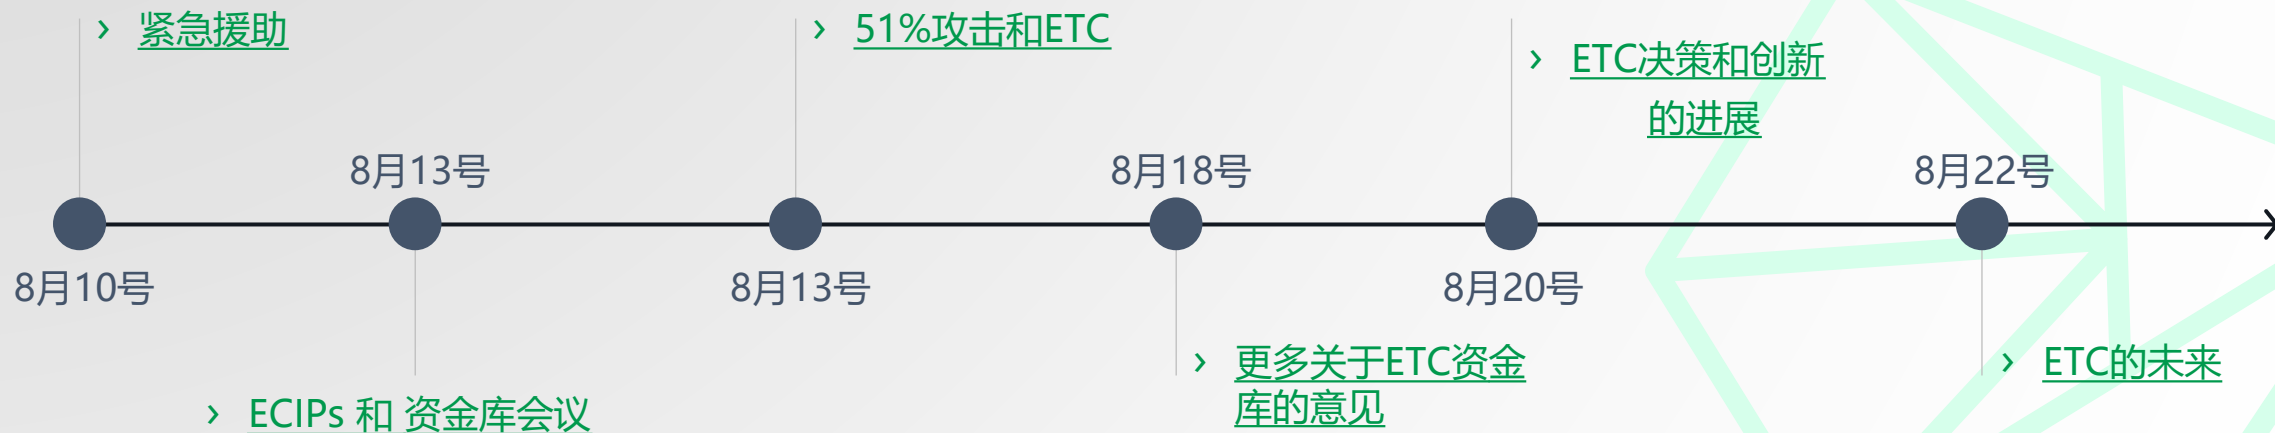 › 紧急援助
› 51%攻击和ETC
› ETC决策和创新
的进展
8月13号
8月18号
8月22号
8月10号
8月13号
8月20号
› 更多关于ETC资金
库的意见
› ETC的未来
› ECIPs 和 资金库会议